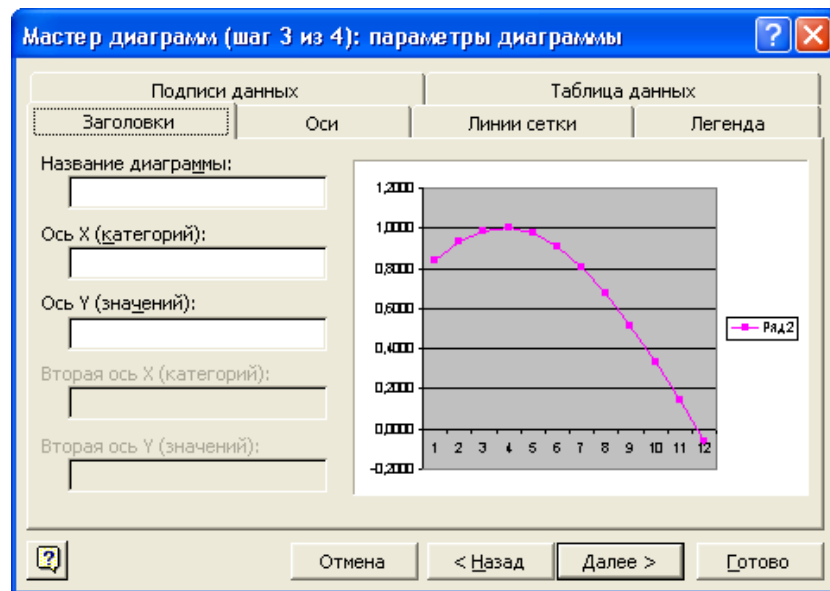 Мастер диаграмм (шаг 3 из 4): параметры диаграммы
Подписи данных
Таблица данных
Заголовки
Оси
Линии сетки
Легенда
Название диаграммы:
Ось X (категорий):
Ось Y (значений):
Вторая ось X (категорий):
Вторая ось Y (значений):
1,2000
1,0000
0,8000
0,6000
0,4000
0,2000
0,0000
-0,2000
1 2 3 4 5 6 7 8 9 10 11 12
Ряд2
Отмена
< Назад
Далее >
Готово